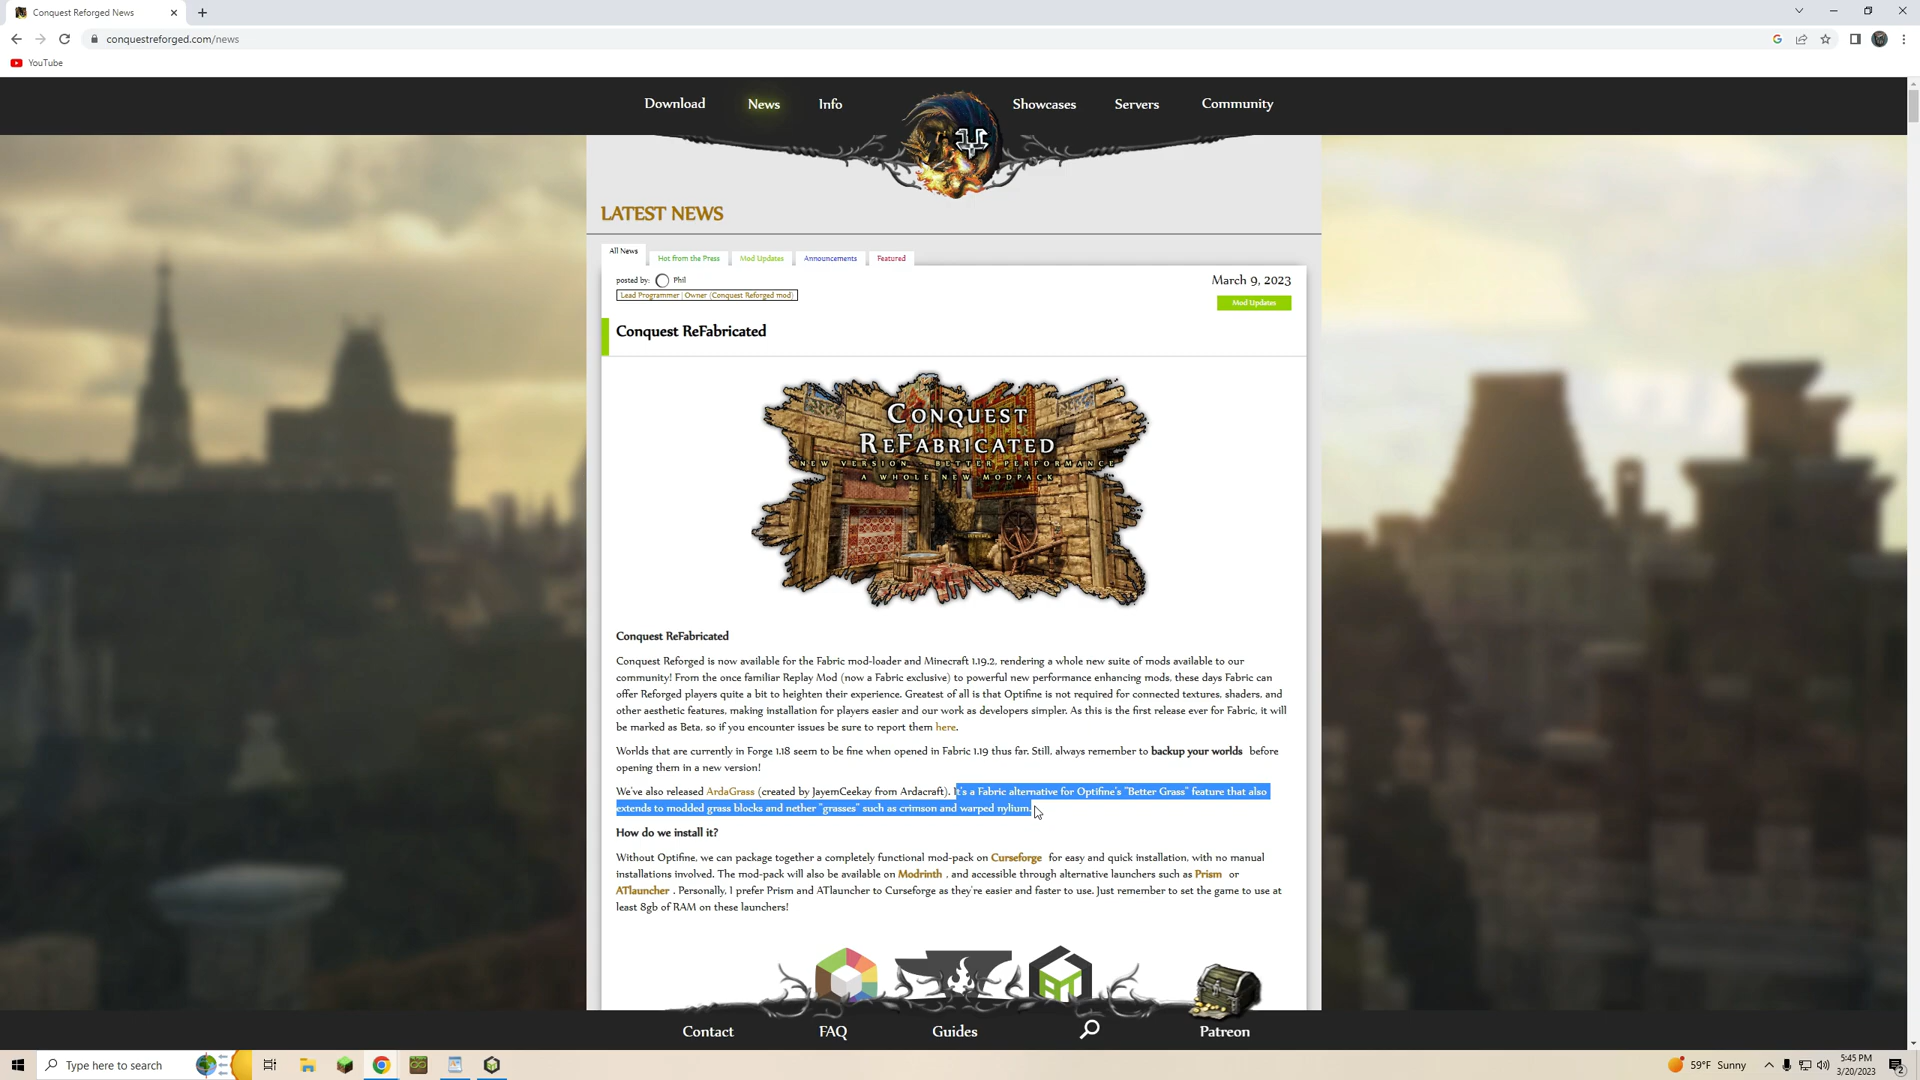 Conquest Reforged News
conquestreforged.com/news
YouTube
Download News Info Showcases Servers Community
LATEST NEWS
All News Hot from the Press Mod Updates Announcements Featured
posted by: Phil March 9, 2023
Lead Programmer | Owner (Conquest Reforged mod) Mod Updates
Conquest ReFabricated
CONQUEST
REFABRICATED
NEW VERSION - BETTER PERFORMANCE
A WHOLE NEW MODPACK
Conquest ReFabricated
Conquest Reforged is now available for the Fabric mod-loader and Minecraft 1.19.2, rendering a whole new suite of mods available to our
community! From the once familiar Replay Mod (now a Fabric exclusive) to powerful new performance enhancing mods, these days Fabric can
offer Reforged players quite a bit to heighten their experience. Greatest of all is that Optifine is not required for connected textures, shaders, and
other aesthetic features, making installation for players easier and our work as developers simpler. As this is the first release ever for Fabric, it will
be marked as Beta, so if you encounter issues be sure to report them here.
Worlds that are currently in Forge 1.18 seem to be fine when opened in Fabric 1.19 thus far. Still, always remember to backup your worlds before
opening them in a new version!
We've also released ArdaGrass (created by JayemCeekay from Ardacraft). It's a Fabric alternative for Optifine's "Better Grass" feature that also
extends to modded grass blocks and nether "grasses" such as crimson and warped nylium.
How do we install it?
Without Optifine, we can package together a completely functional mod-pack on Curseforge for easy and quick installation, with no manual
installations involved. The mod-pack will also be available on Modrinth , and accessible through alternative launchers such as Prism or
ATlauncher . Personally, I prefer Prism and ATlauncher to Curseforge as they're easier and faster to use. Just remember to set the game to use at
least 8gb of RAM on these launchers!
Contact FAQ Guides Patreon
Type here to search
59°F Sunny
5:45 PM
3/20/2023
2